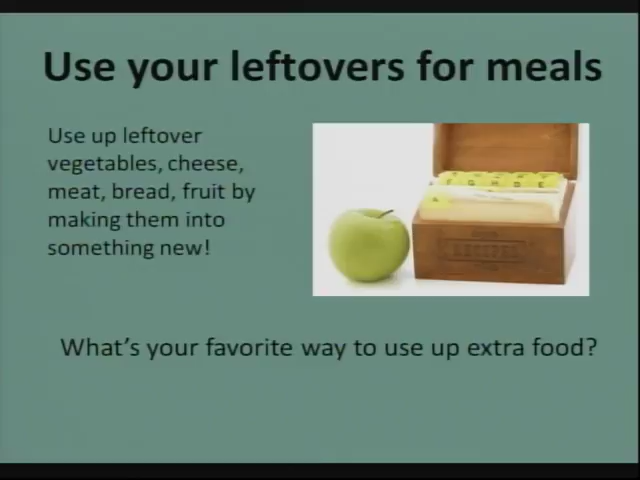 Use your leftovers for meals
Use up leftover
vegetables, cheese,
meat, bread, fruit by
making them into
something new!
RECIPES
What's your favorite way to use up extra food?